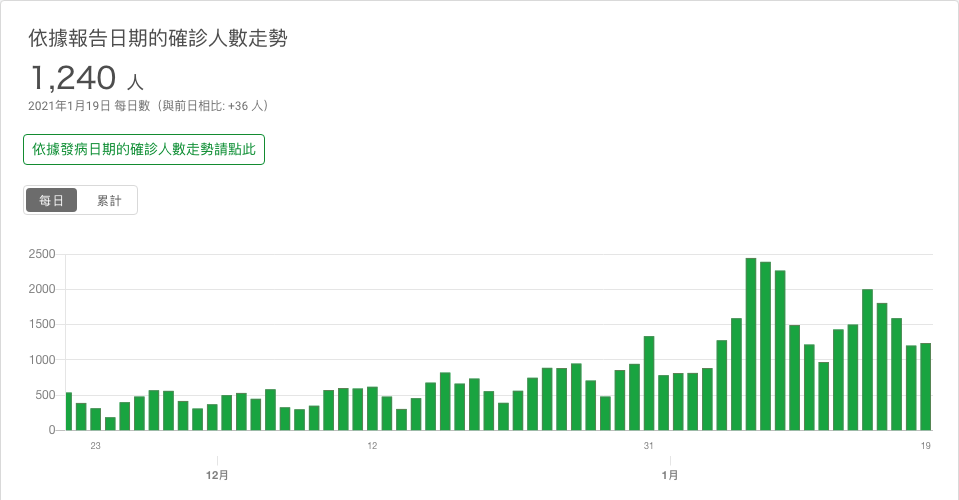 依據報告日期的確診人數走勢
1,240 人
2021年1月19日 每日數（與前日相比: +36 人）
依據發病日期的確診人數走勢請點此
每日 累計
2500
2000
1500
1000
500
0
23 12 31 19
12月 1月